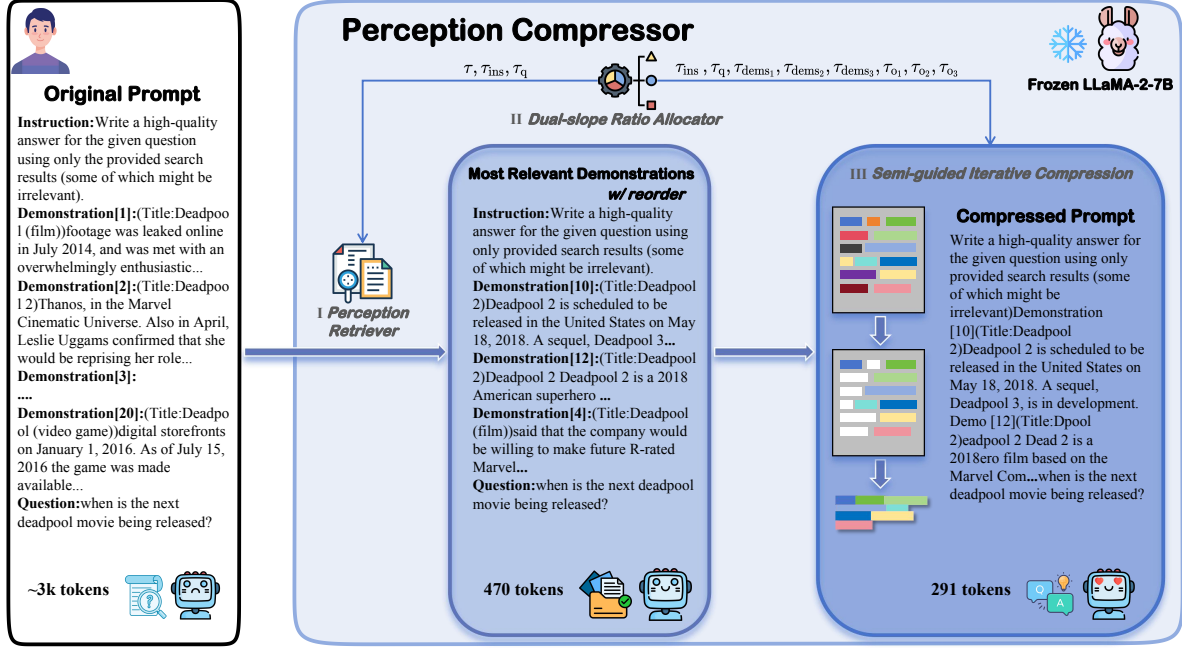 Perception Compressor
Original Prompt
Instruction:Write a high-quality
answer for the given question
using only the provided search
results (some of which might be
irrelevant).
Demonstration[1]:(Title:Deadpoo
l (film))footage was leaked online
in July 2014, and was met with an
overwhelmingly enthusiastic...
Demonstration[2]:(Title:Deadpoo
l 2)Thanos, in the Marvel
Cinematic Universe. Also in April,
Leslie Uggams confirmed that she
would be reprising her role...
Demonstration[3]:
....
Demonstration[20]:(Title:Deadpo
ol (video game))digital storefronts
on January 1, 2016. As of July 15,
2016 the game was made
available...
Question:when is the next
deadpool movie being released?
~3k tokens
τ, τins, τq
τins , τq, τdems1, τdems2, τdems3, τo1, τo2, τo3
II Dual-slope Ratio Allocator
Frozen LLaMA-2-7B
I Perception
Retriever
Most Relevant Demonstrations
w/ reorder
Instruction:Write a high-quality
answer for the given question using
only provided search results (some
of which might be irrelevant).
Demonstration[10]:(Title:Deadpool
2)Deadpool 2 is scheduled to be
released in the United States on May
18, 2018. A sequel, Deadpool 3...
Demonstration[12]:(Title:Deadpool
2)Deadpool 2 Deadpool 2 is a 2018
American superhero ...
Demonstration[4]:(Title:Deadpool
(film))said that the company would
be willing to make future R-rated
Marvel...
Question:when is the next deadpool
movie being released?
470 tokens
III Semi-guided Iterative Compression
Compressed Prompt
Write a high-quality answer for
the given question using only
provided search results (some
of which might be
irrelevant)Demonstration
[10](Title:Deadpool
2)Deadpool 2 is scheduled to be
released in the United States on
May 18, 2018. A sequel,
Deadpool 3, is in development.
Demo [12](Title:Dpool
2)eadpool 2 Dead 2 is a
2018ero film based on the
Marvel Com...when is the next
deadpool movie being released?
291 tokens
Q
A